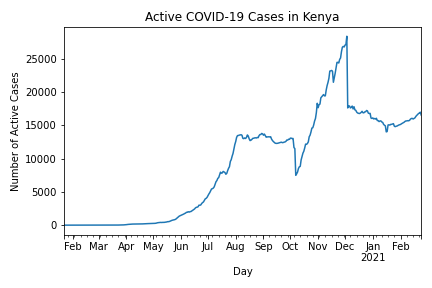 Active COVID-19 Cases in Kenya
Number of Active Cases
25000
20000
15000
10000
5000
0
Feb Mar Apr May Jun Jul Aug Sep Oct Nov Dec Jan Feb
2021
Day